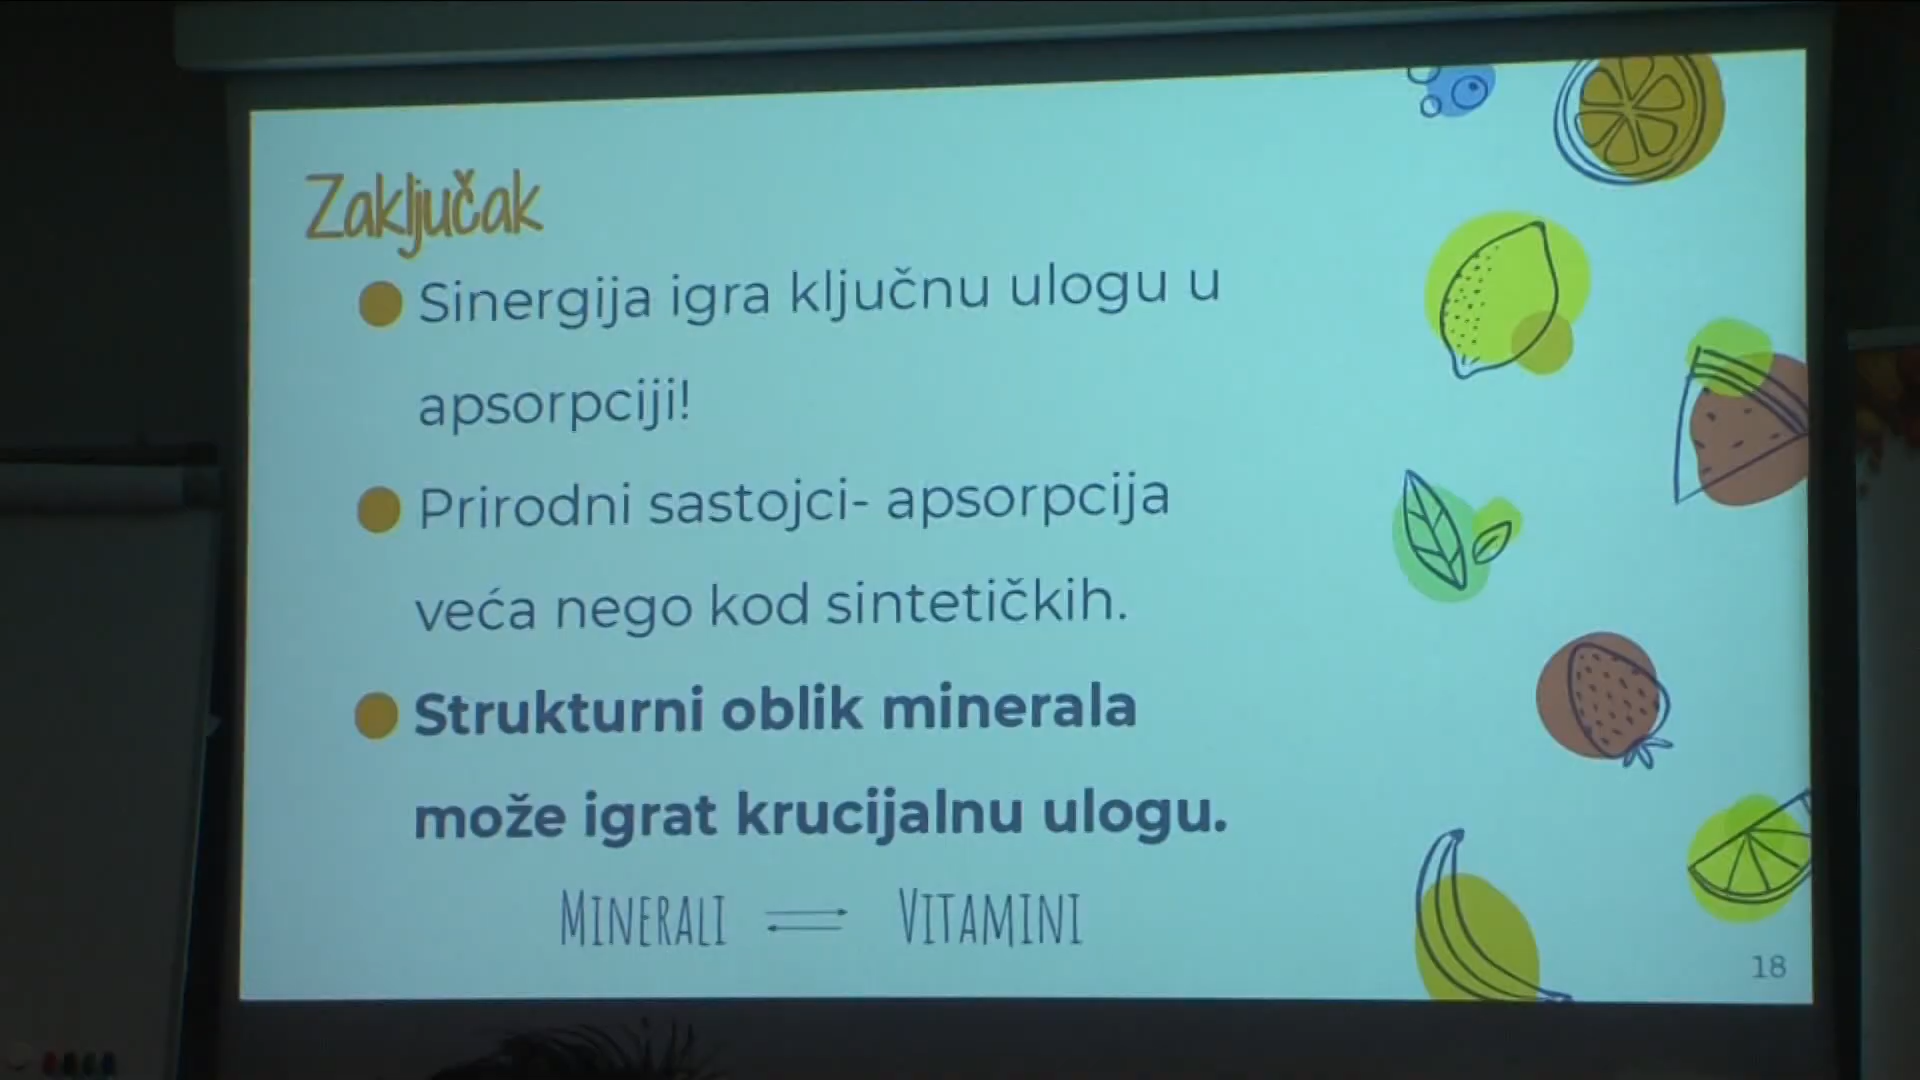 Zaključak
Sinergija igra ključnu ulogu u
apsorpciji!
Prirodni sastojci- apsorpcija
veća nego kod sintetičkih.
Strukturni oblik minerala
može igrat krucijalnu ulogu.
MINERALI ⇌ VITAMINI
18